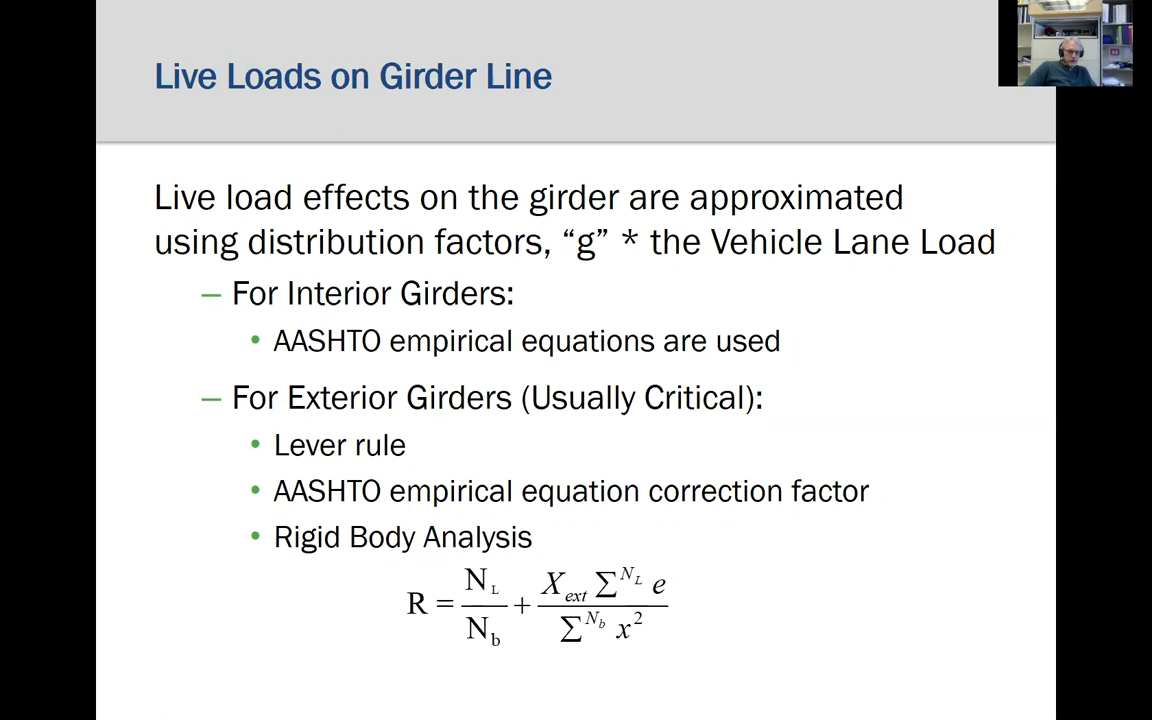 Live Loads on Girder Line
Live load effects on the girder are approximated
using distribution factors, “g” * the Vehicle Lane Load
– For Interior Girders:
• AASHTO empirical equations are used
– For Exterior Girders (Usually Critical):
• Lever rule
• AASHTO empirical equation correction factor
• Rigid Body Analysis
R = N_L / N_b + X_ext ∑^{N_L} e / ∑^{N_b} x^2